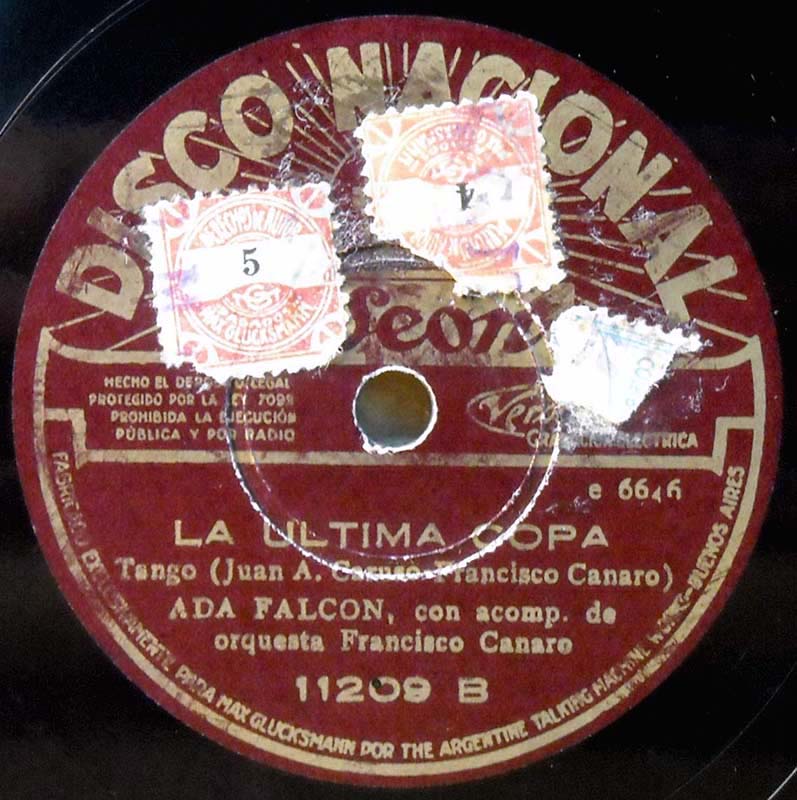 DISCO NACIONAL
5
4
HECHO EL DEPOSITO LEGAL
PROTEGIDO POR LA LEY 7092
PROHIBIDA LA EJECUCIÓN
PÚBLICA Y POR RADIO
GRABACION ELECTRICA
e 6646
LA ULTIMA COPA
Tango (Juan A. Caruso-Francisco Canaro)
ADA FALCON, con acomp. de
orquesta Francisco Canaro
11209 B
FABRICADO EXCLUSIVAMENTE PARA MAX GLUCKSMANN POR THE ARGENTINE TALKING MACHINE WORKS-BUENOS AIRES